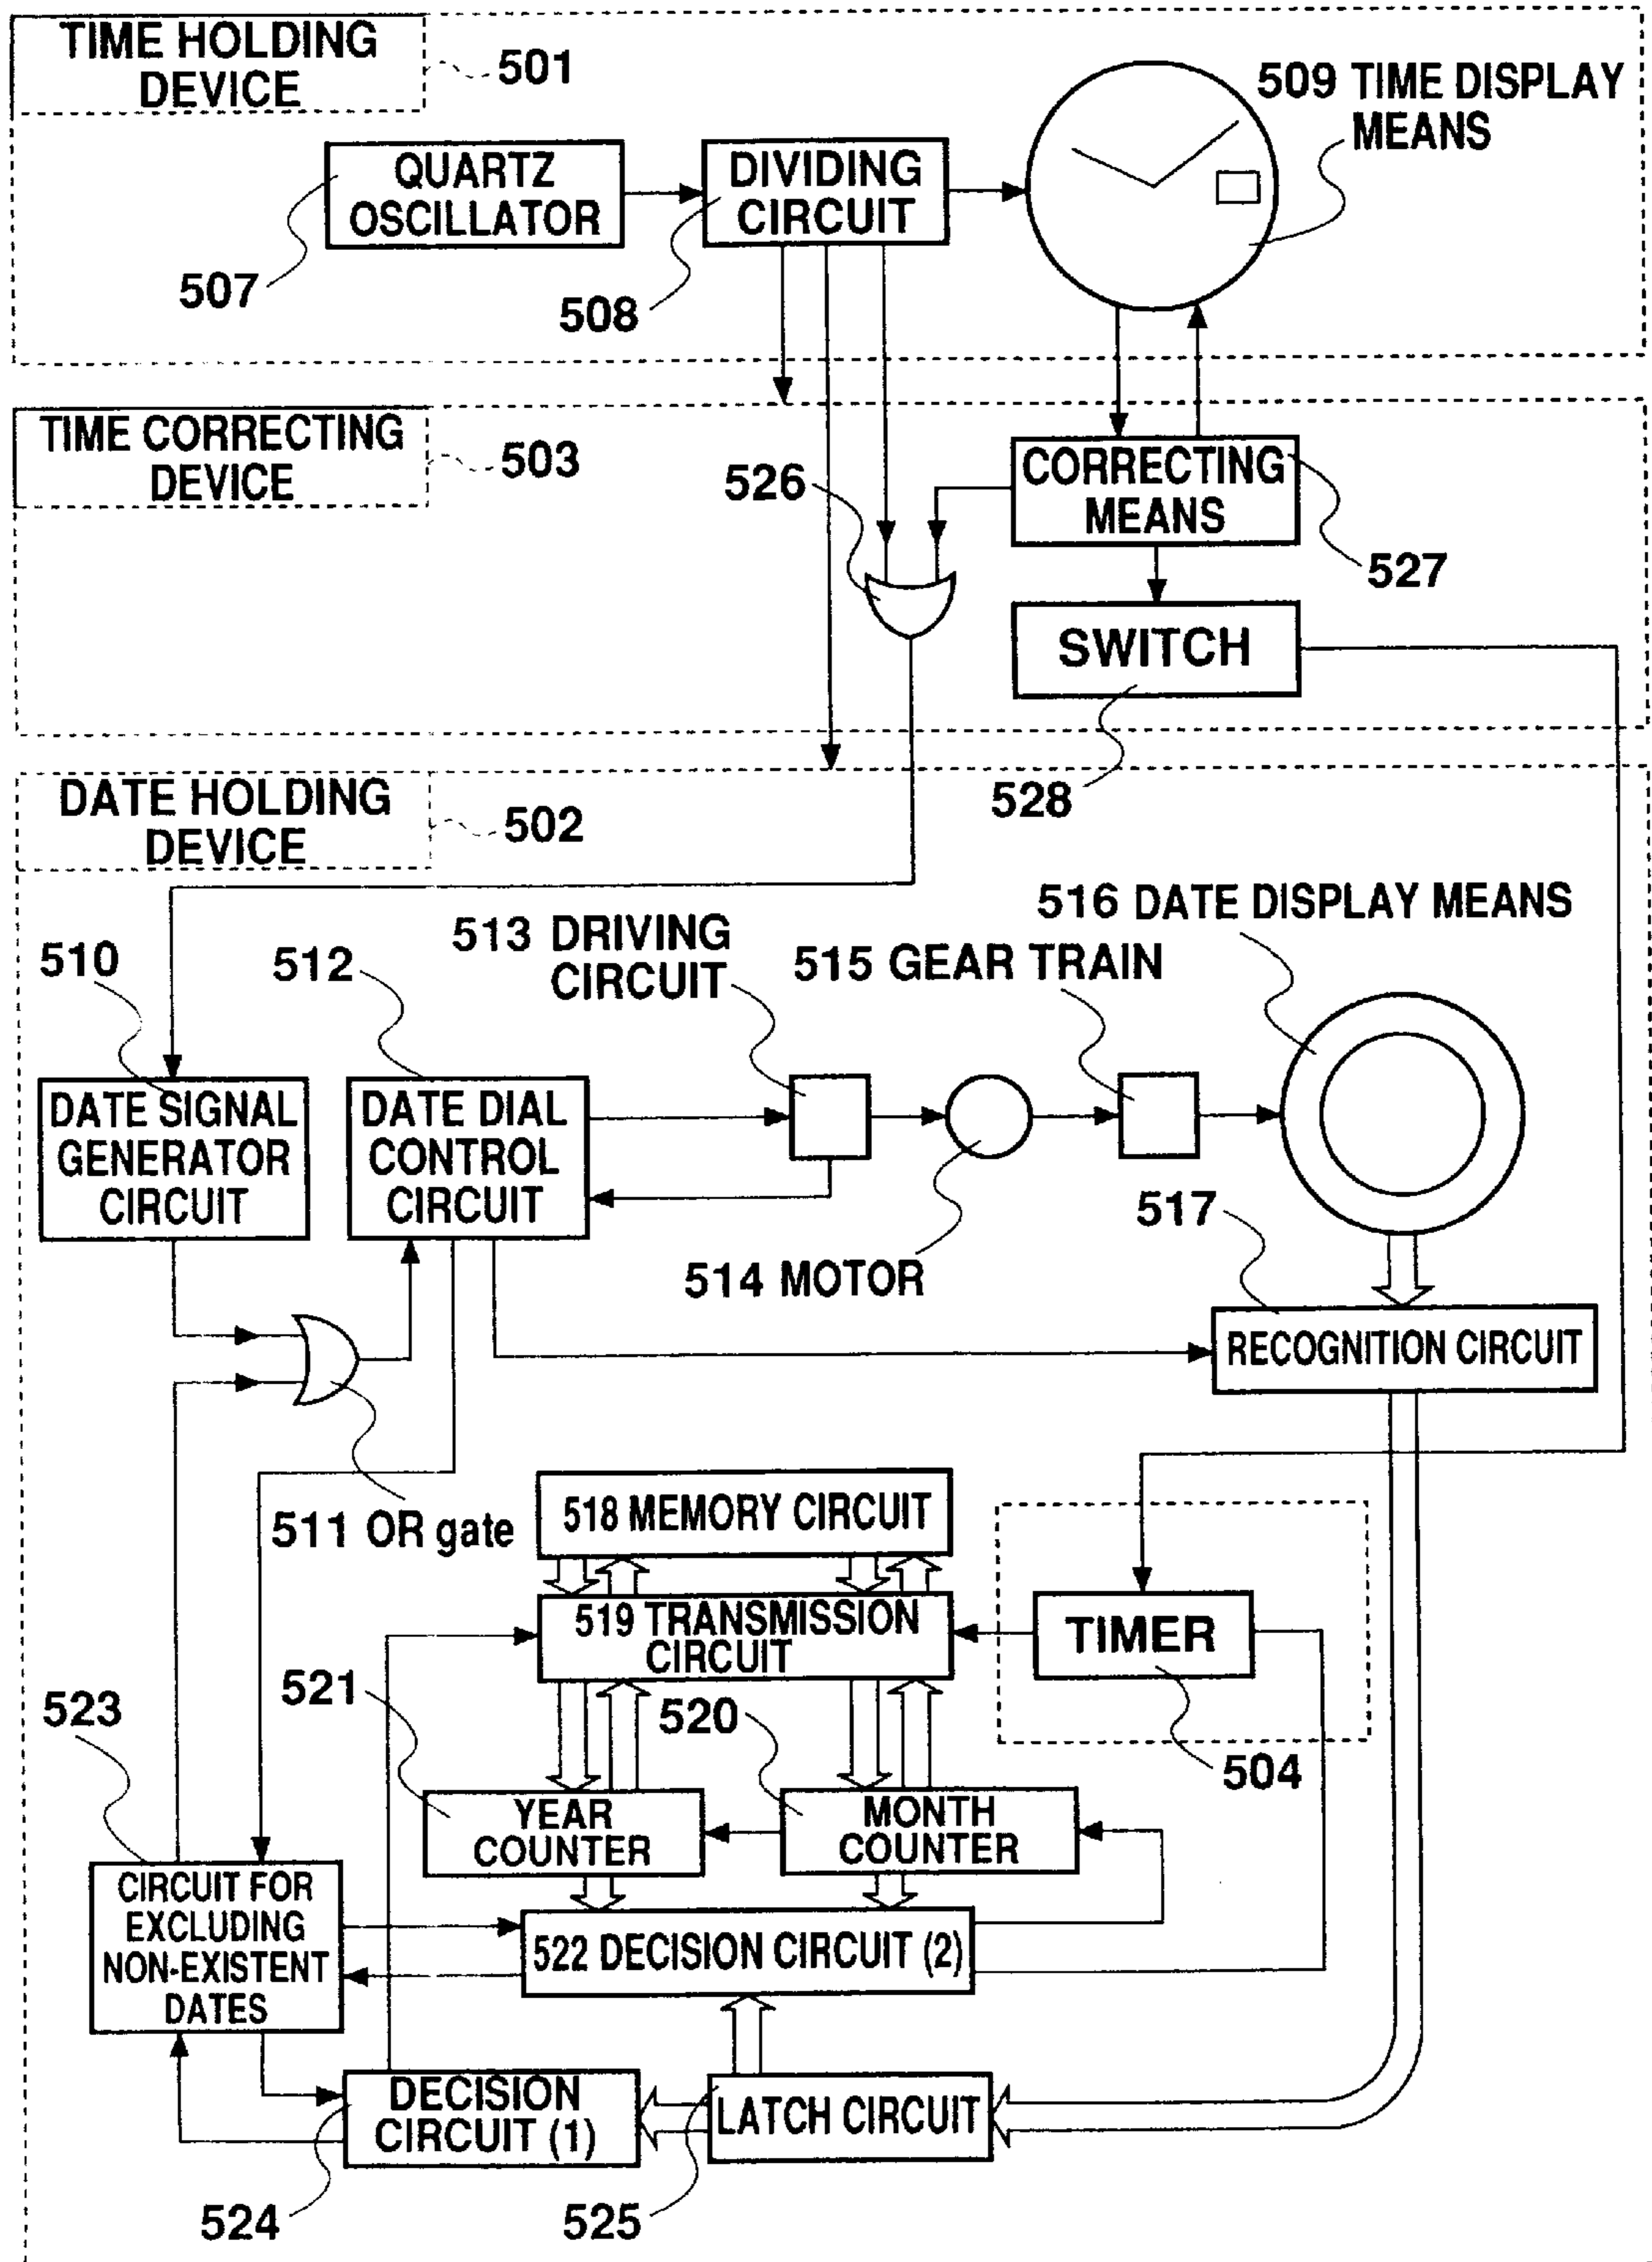 TIME HOLDING
DEVICE
501
509 TIME DISPLAY
MEANS
QUARTZ
OSCILLATOR
DIVIDING
CIRCUIT
507
508
TIME CORRECTING
DEVICE
503
526
CORRECTING
MEANS
527
SWITCH
528
DATE HOLDING
DEVICE
502
516 DATE DISPLAY MEANS
513 DRIVING
CIRCUIT
515 GEAR TRAIN
510
512
DATE SIGNAL
GENERATOR
CIRCUIT
DATE DIAL
CONTROL
CIRCUIT
517
514 MOTOR
RECOGNITION CIRCUIT
511 OR gate
518 MEMORY CIRCUIT
519 TRANSMISSION
CIRCUIT
TIMER
521
520
523
504
YEAR
COUNTER
MONTH
COUNTER
CIRCUIT FOR
EXCLUDING
NON-EXISTENT
DATES
522 DECISION CIRCUIT (2)
DECISION
CIRCUIT (1)
LATCH CIRCUIT
524
525